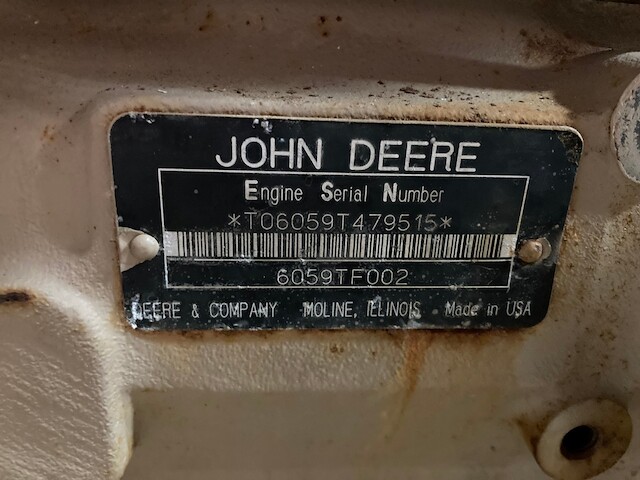 JOHN DEERE
Engine Serial Number
*T06059T479515*
6059TF002
DEERE & COMPANY MOLINE, ILLINOIS Made in USA